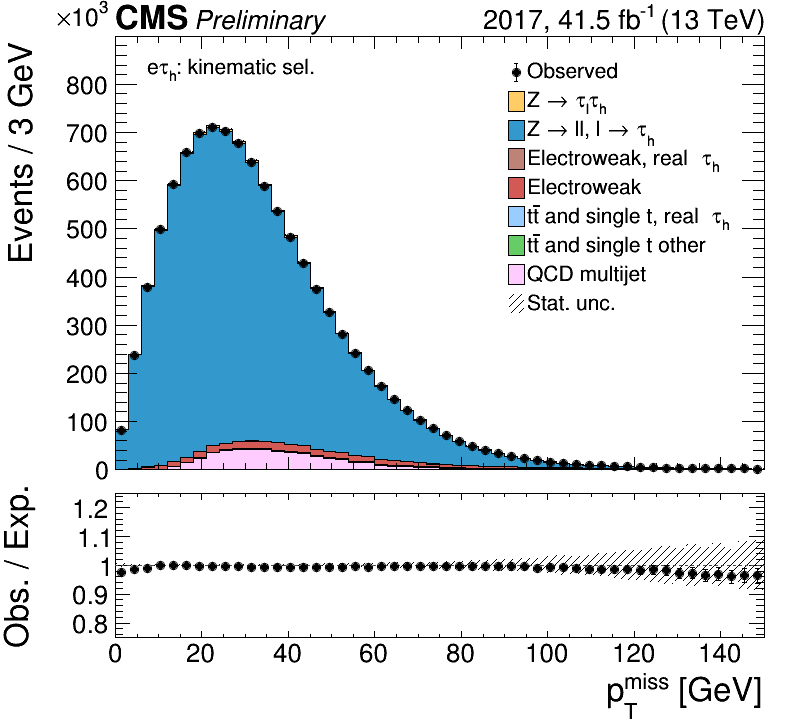 ×10³ CMS Preliminary 2017, 41.5 fb⁻¹ (13 TeV)
eτₕ: kinematic sel.
Observed
Z → τₗτₕ
Z → ll, l → τₕ
Electroweak, real τₕ
Electroweak
tt̄ and single t, real τₕ
tt̄ and single t other
QCD multijet
Stat. unc.
Events / 3 GeV
800
700
600
500
400
300
200
100
0
Obs. / Exp.
1.2
1.1
1
0.9
0.8
0 20 40 60 80 100 120 140
p_T^miss [GeV]